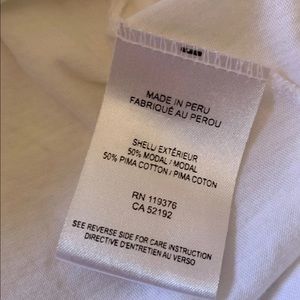 MADE IN PERU
FABRIQUÉ AU PEROU
SHELL/ EXTÉRIEUR
50% MODAL / MODAL
50% PIMA COTTON / PIMA COTON
RN 119376
CA 52192
SEE REVERSE SIDE FOR CARE INSTRUCTION
DIRECTIVE D'ENTRETIEN AU VERSO